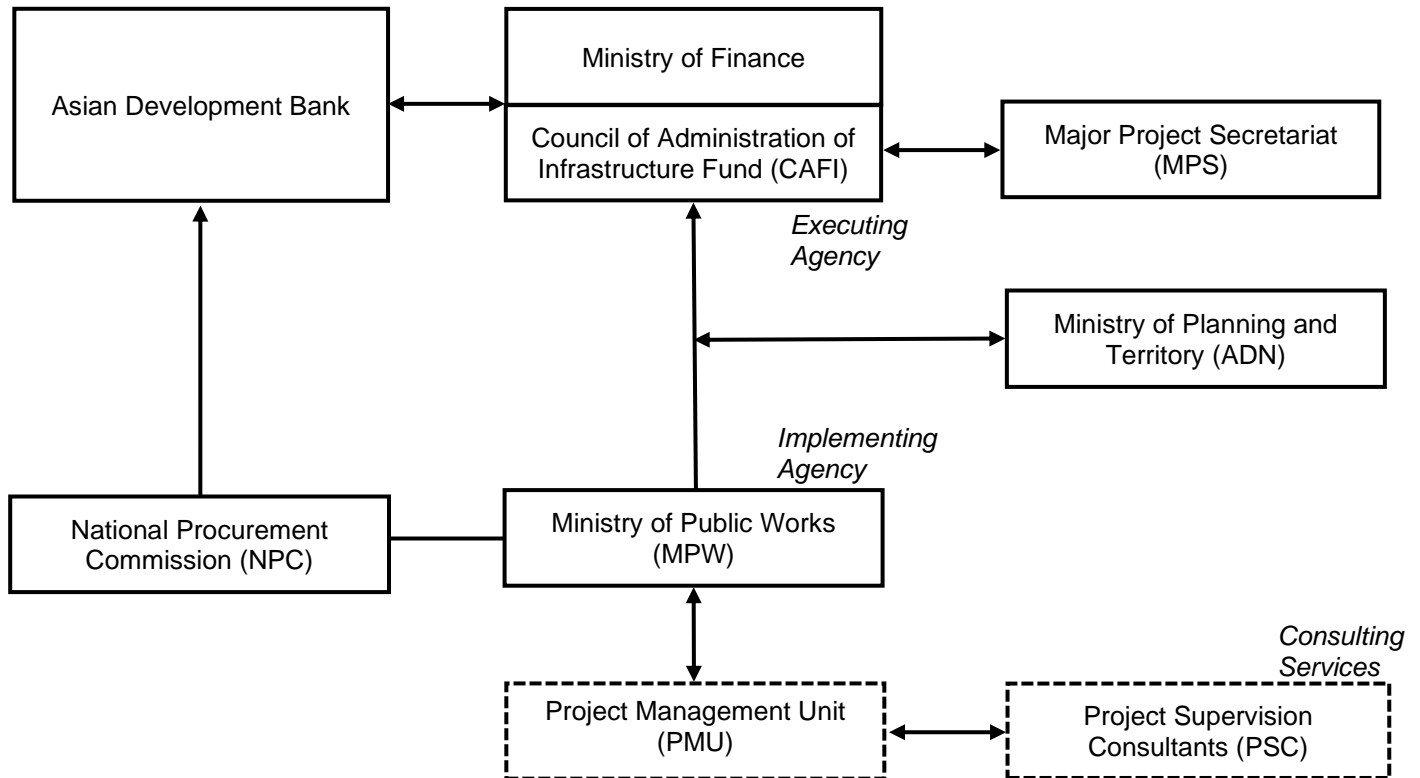 Asian Development Bank
Ministry of Finance
Council of Administration of
Infrastructure Fund (CAFI)
Major Project Secretariat
(MPS)
Executing
Agency
Ministry of Planning and
Territory (ADN)
Implementing
Agency
National Procurement
Commission (NPC)
Ministry of Public Works
(MPW)
Consulting
Services
Project Management Unit
(PMU)
Project Supervision
Consultants (PSC)